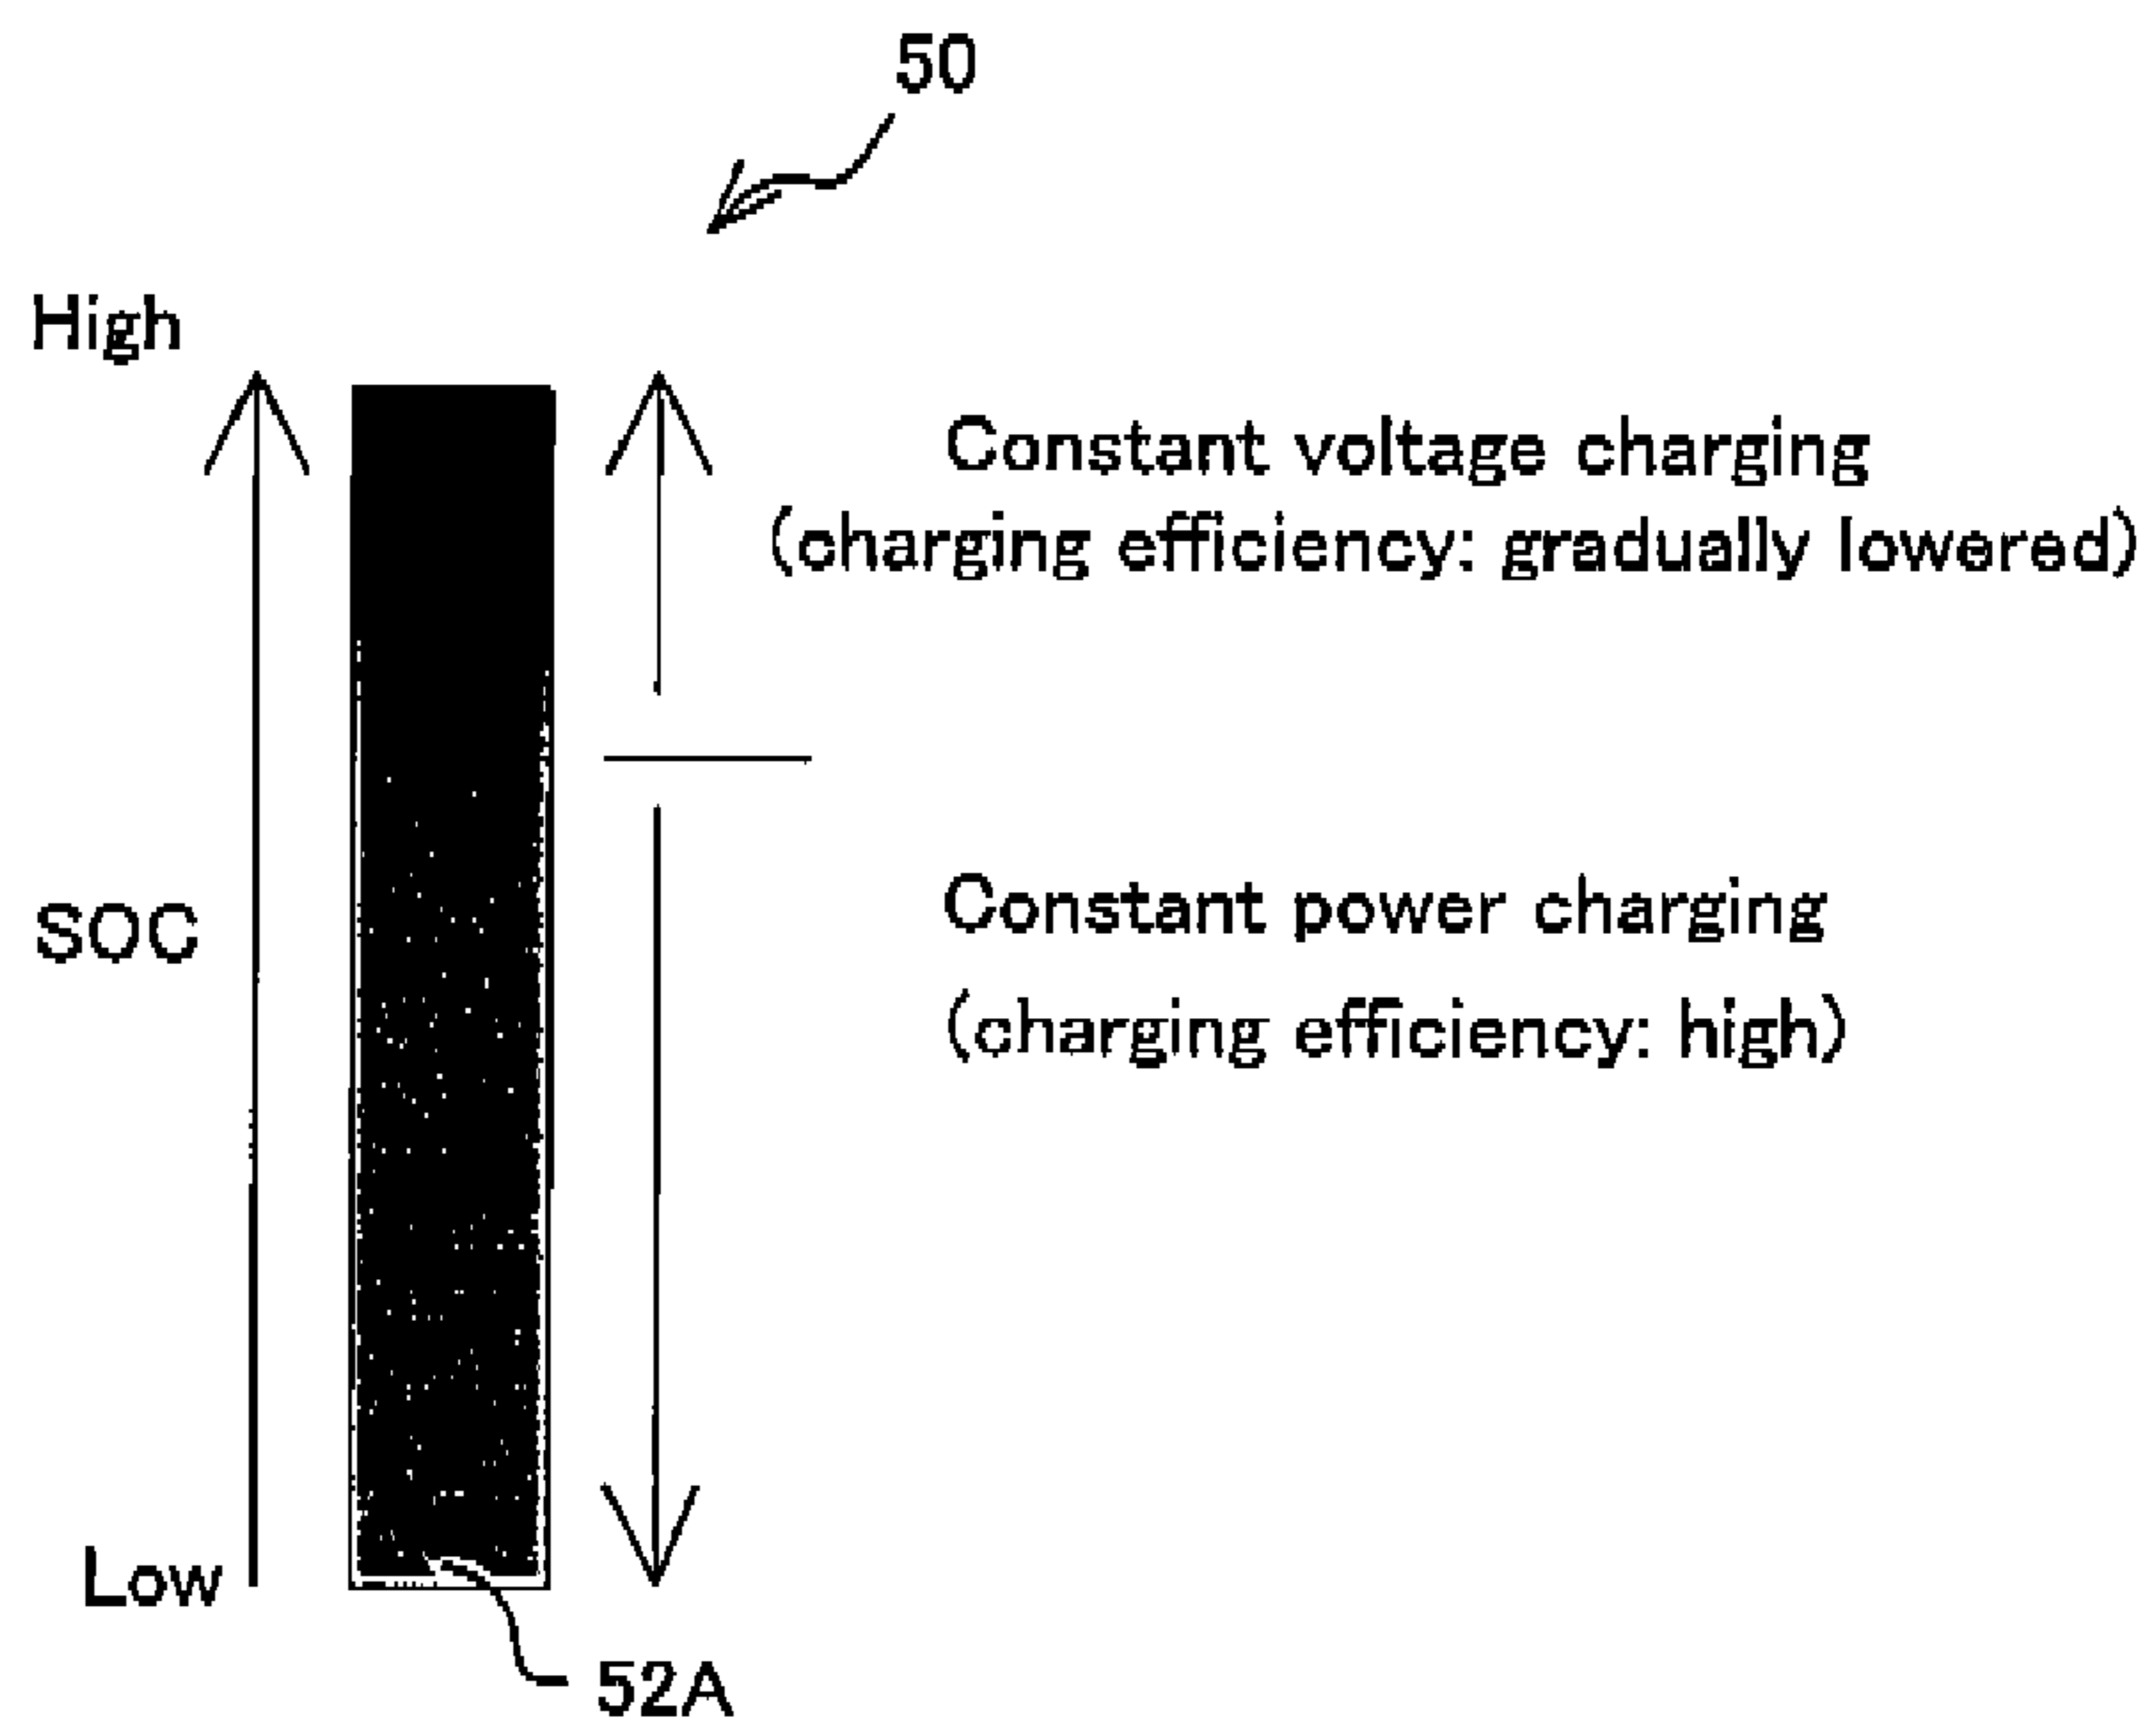 50
High
Constant voltage charging
(charging efficiency: gradually lowered)
SOC
Constant power charging
(charging efficiency: high)
Low
52A